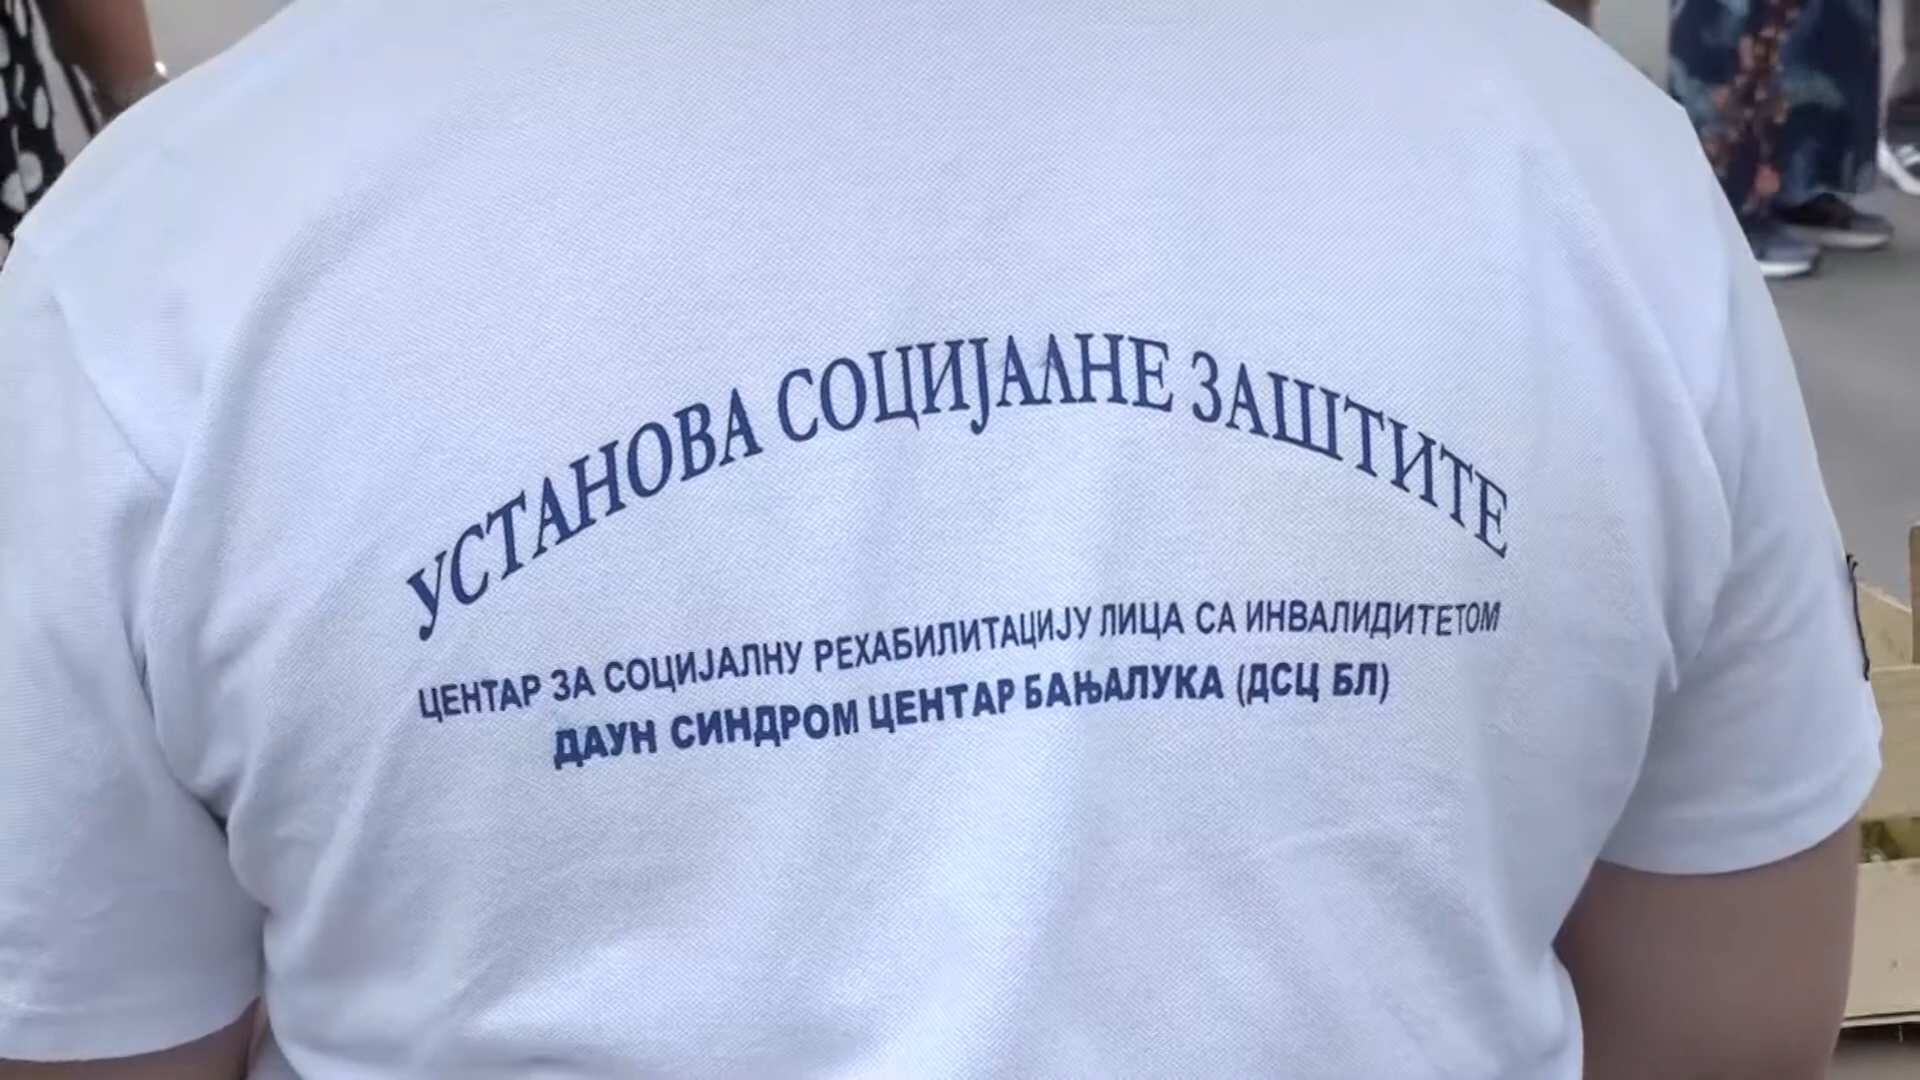 УСТАНОВА СОЦИЈАЛНЕ ЗАШТИТЕ
ЦЕНТАР ЗА СОЦИЈАЛНУ РЕХАБИЛИТАЦИЈУ ЛИЦА СА ИНВАЛИДИТЕТОМ
ДАУН СИНДРОМ ЦЕНТАР БАЊАЛУКА (ДСЦ БЛ)